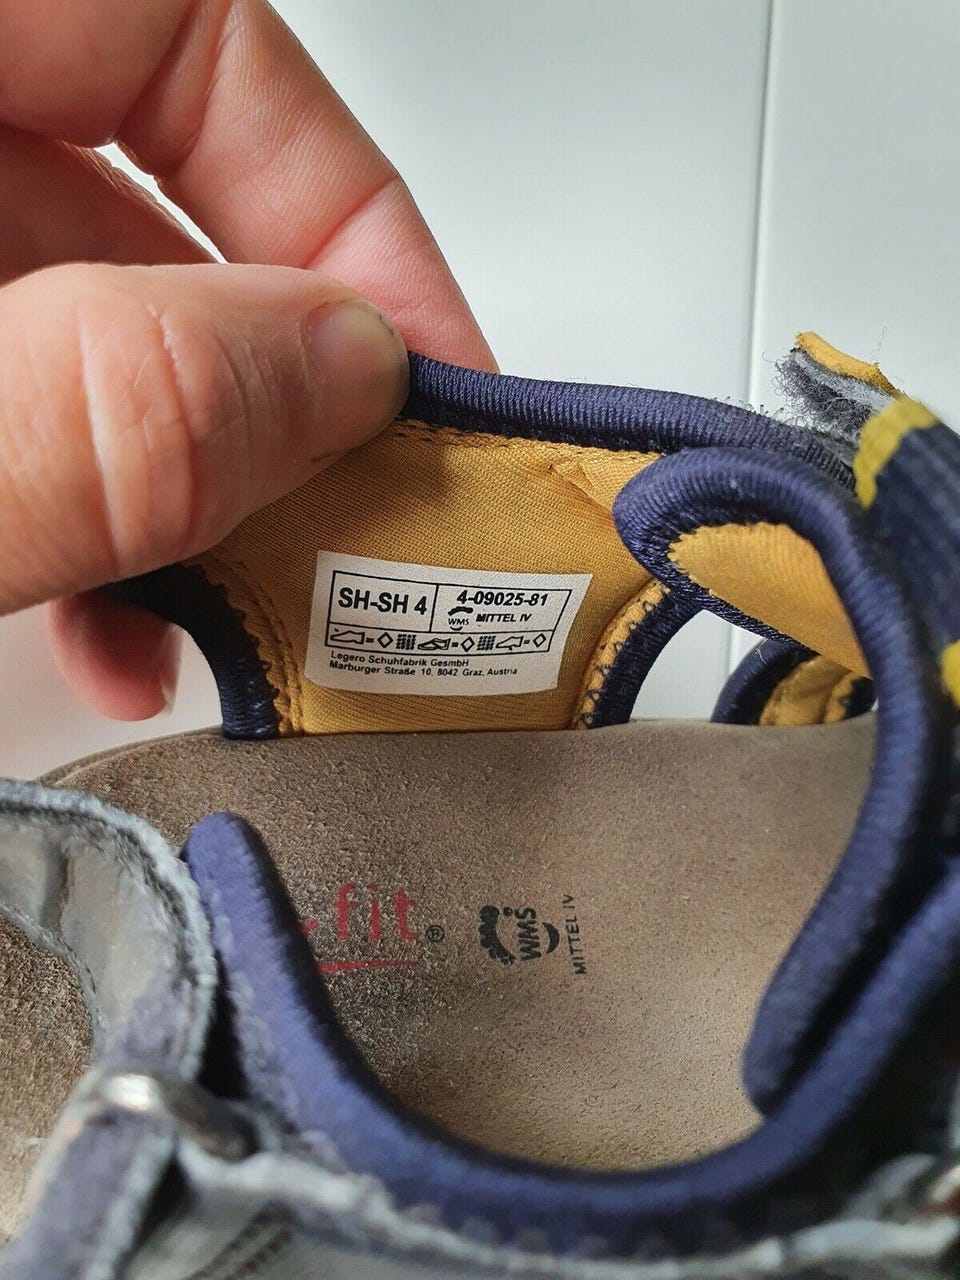 SH-SH 4
4-09025-81
WMS MITTEL IV
Legero Schuhfabrik GesmbH
Marburger Straße 10, 8042 Graz, Austria
fit®
WMS
MITTEL IV